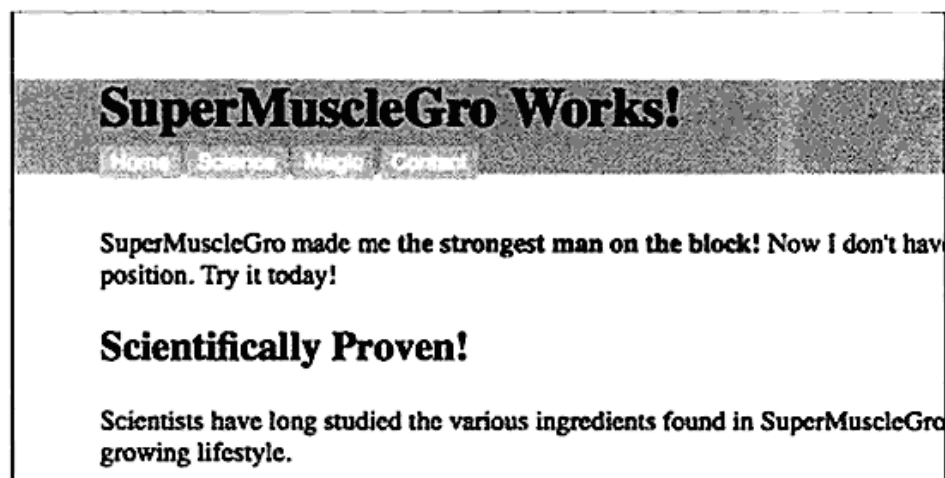 SuperMuscleGro Works!
Home Science Magic Contact
SuperMuscleGro made me the strongest man on the block! Now I don't have
position. Try it today!
Scientifically Proven!
Scientists have long studied the various ingredients found in SuperMuscleGro
growing lifestyle.